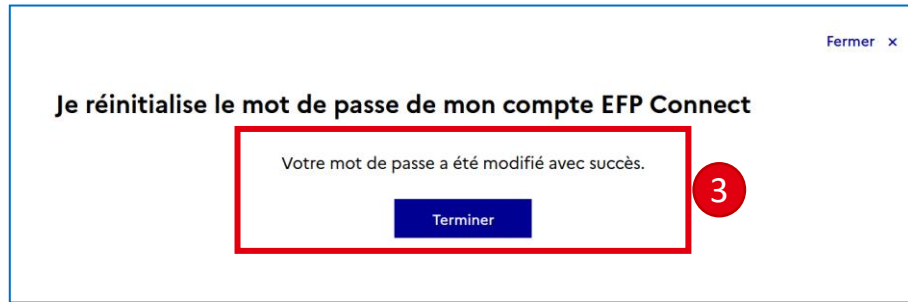 Fermer ×
Je réinitialise le mot de passe de mon compte EFP Connect
Votre mot de passe a été modifié avec succès.
3
Terminer